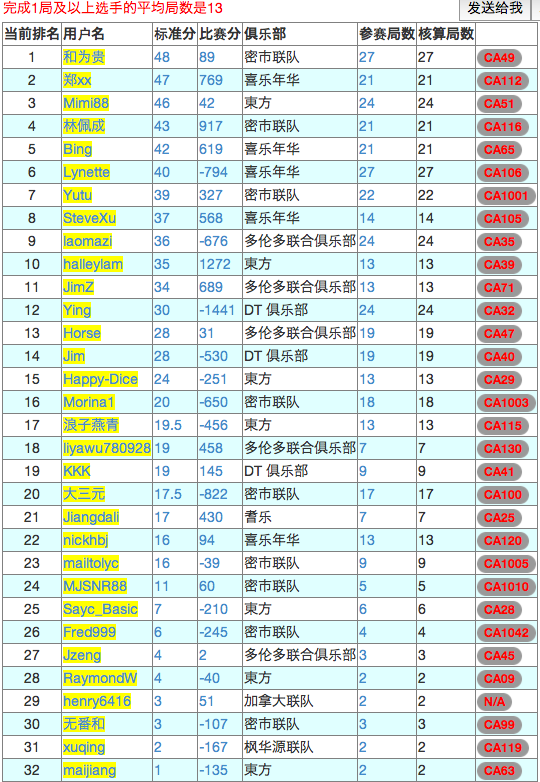 完成1局及以上选手的平均局数是13
发送给我
当前排名 用户名 标准分 比赛分 俱乐部 参赛局数 核算局数
1 和为贵 48 89 密市联队 27 27 CA49
2 郑xx 47 769 喜乐年华 21 21 CA112
3 Mimi88 46 42 東方 24 24 CA51
4 林佩成 43 917 密市联队 21 21 CA116
5 Bing 42 619 喜乐年华 21 21 CA65
6 Lynette 40 -794 喜乐年华 27 27 CA106
7 Yutu 39 327 密市联队 22 22 CA1001
8 SteveXu 37 568 喜乐年华 14 14 CA105
9 laomazi 36 -676 多伦多联合俱乐部 24 24 CA35
10 halleylam 35 1272 東方 13 13 CA39
11 JimZ 34 689 多伦多联合俱乐部 13 13 CA71
12 Ying 30 -1441 DT 俱乐部 24 24 CA32
13 Horse 28 31 多伦多联合俱乐部 19 19 CA47
14 Jim 28 -530 DT 俱乐部 19 19 CA40
15 Happy-Dice 24 -251 東方 13 13 CA29
16 Morina1 20 -650 密市联队 18 18 CA1003
17 浪子燕青 19.5 -456 東方 13 13 CA115
18 liyawu780928 19 458 多伦多联合俱乐部 7 7 CA130
19 KKK 19 145 DT 俱乐部 9 9 CA41
20 大三元 17.5 -822 密市联队 17 17 CA100
21 Jiangdali 17 430 耆乐 7 7 CA25
22 nickhbj 16 94 喜乐年华 13 13 CA120
23 mailtolyc 16 -39 密市联队 9 9 CA1005
24 MJSNR88 11 60 密市联队 5 5 CA1010
25 Sayc_Basic 7 -210 東方 6 6 CA28
26 Fred999 6 -245 密市联队 4 4 CA1042
27 Jzeng 4 2 多伦多联合俱乐部 3 3 CA45
28 RaymondW 4 -40 東方 2 2 CA09
29 henry6416 3 51 加拿大联队 2 2 N/A
30 无番和 3 -107 密市联队 3 3 CA99
31 xuqing 2 -167 枫华源联队 2 2 CA119
32 maijiang 1 -135 東方 2 2 CA63